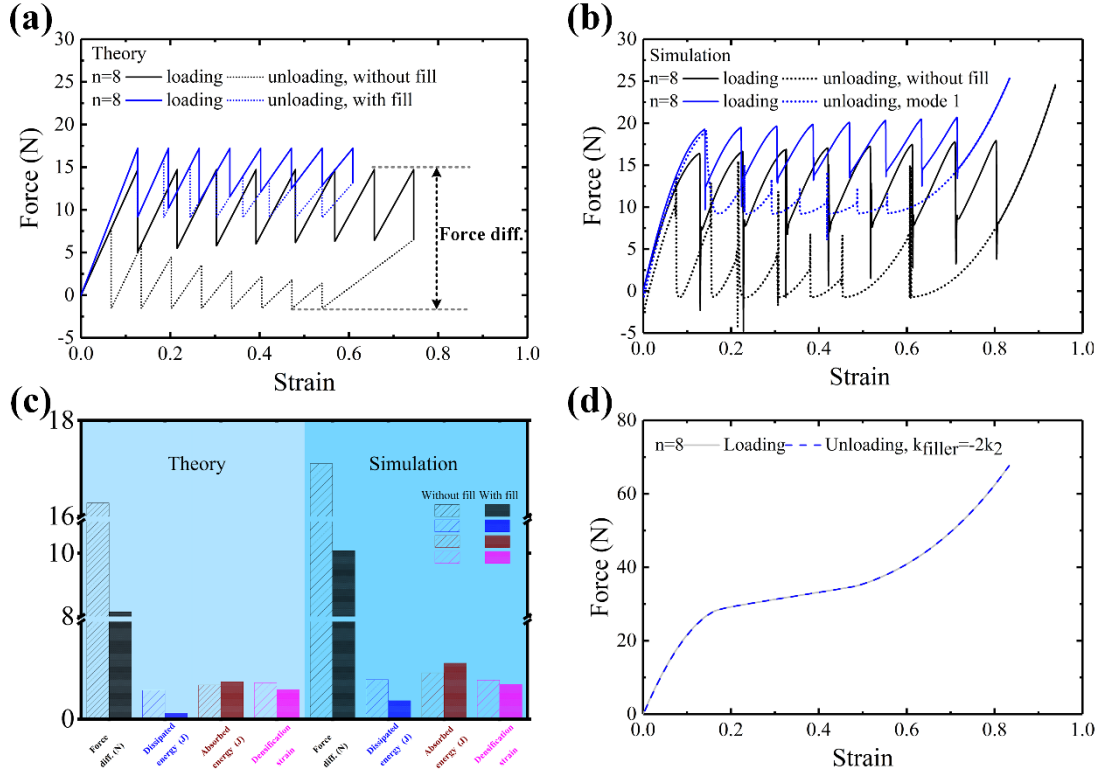 (a)
Theory
n=8 loading unloading, without fill
n=8 loading unloading, with fill
Force diff.
Force (N)
30
25
20
15
10
5
0
-5
0.0 0.2 0.4 0.6 0.8 1.0
Strain
(b)
Simulation
n=8 loading unloading, without fill
n=8 loading unloading, mode 1
Force (N)
30
25
20
15
10
5
0
-5
0.0 0.2 0.4 0.6 0.8 1.0
Strain
(c)
Theory Simulation
Without fill With fill
18
16
10
8
0
Force diff. (N)
Dissipated energy (J)
Absorbed energy (J)
Densification strain
Force diff. (N)
Dissipated energy (J)
Absorbed energy (J)
Densification strain
(d)
n=8 Loading Unloading, kfiller=-2k2
Force (N)
80
60
40
20
0
0.0 0.2 0.4 0.6 0.8 1.0
Strain